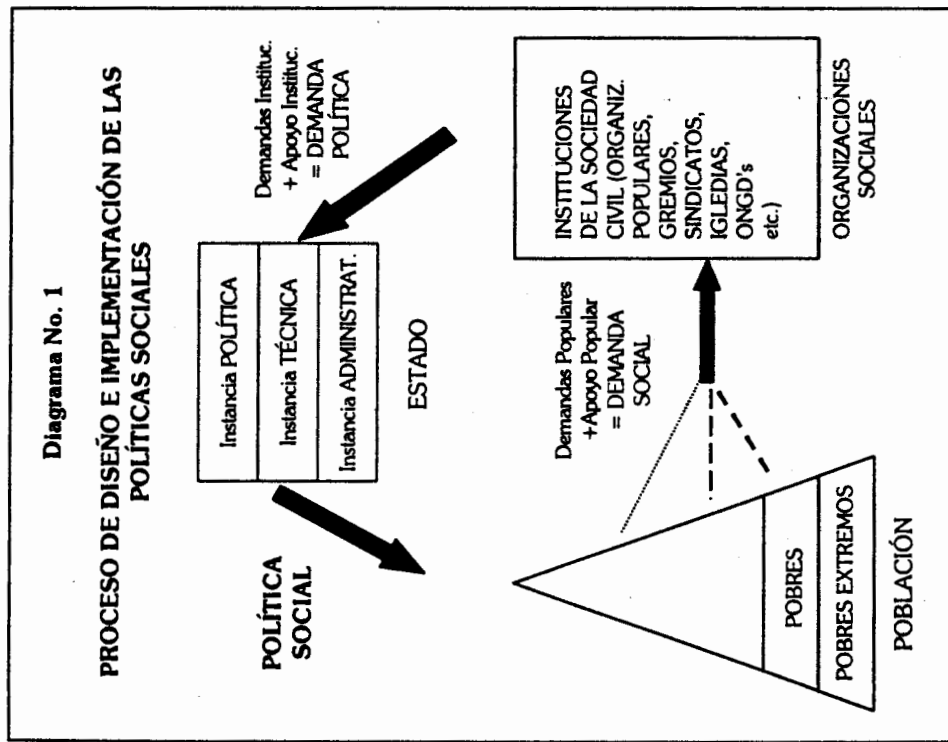 Diagrama No. 1
PROCESO DE DISEÑO E IMPLEMENTACIÓN DE LAS
POLÍTICAS SOCIALES
POLÍTICA
SOCIAL
Instancia POLÍTICA
Instancia TÉCNICA
Instancia ADMINISTRAT.
ESTADO
Demandas Instituc.
+ Apoyo Instituc.
= DEMANDA
POLÍTICA
POBRES
POBRES EXTREMOS
POBLACIÓN
Demandas Populares
+Apoyo Popular
= DEMANDA
SOCIAL
INSTITUCIONES
DE LA SOCIEDAD
CIVIL (ORGANIZ.
POPULARES,
GREMIOS,
SINDICATOS,
IGLEDIAS,
ONGD's
etc.)
ORGANIZACIONES
SOCIALES